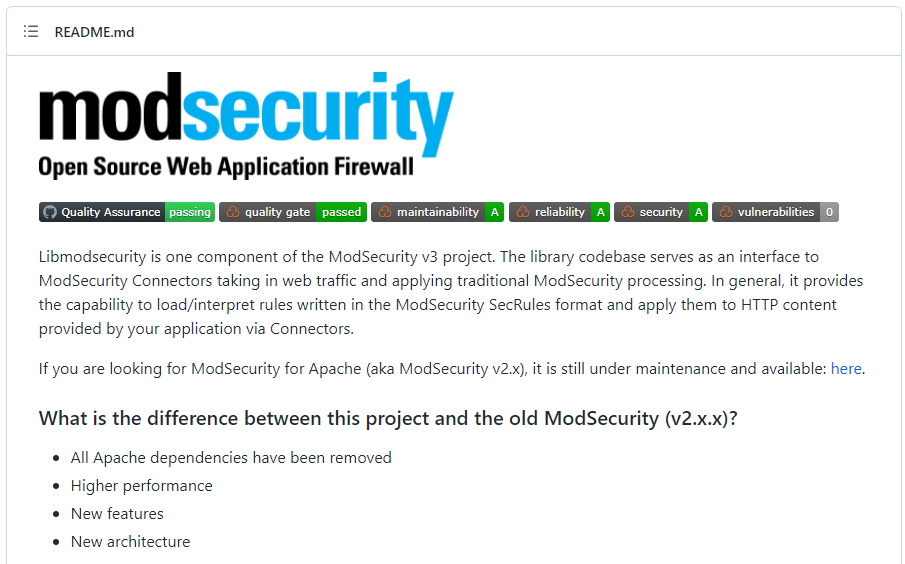 README.md
modsecurity
Open Source Web Application Firewall
Quality Assurance passing quality gate passed maintainability A reliability A security A vulnerabilities 0
Libmodsecurity is one component of the ModSecurity v3 project. The library codebase serves as an interface to
ModSecurity Connectors taking in web traffic and applying traditional ModSecurity processing. In general, it provides
the capability to load/interpret rules written in the ModSecurity SecRules format and apply them to HTTP content
provided by your application via Connectors.
If you are looking for ModSecurity for Apache (aka ModSecurity v2.x), it is still under maintenance and available: here.
What is the difference between this project and the old ModSecurity (v2.x.x)?
• All Apache dependencies have been removed
• Higher performance
• New features
• New architecture